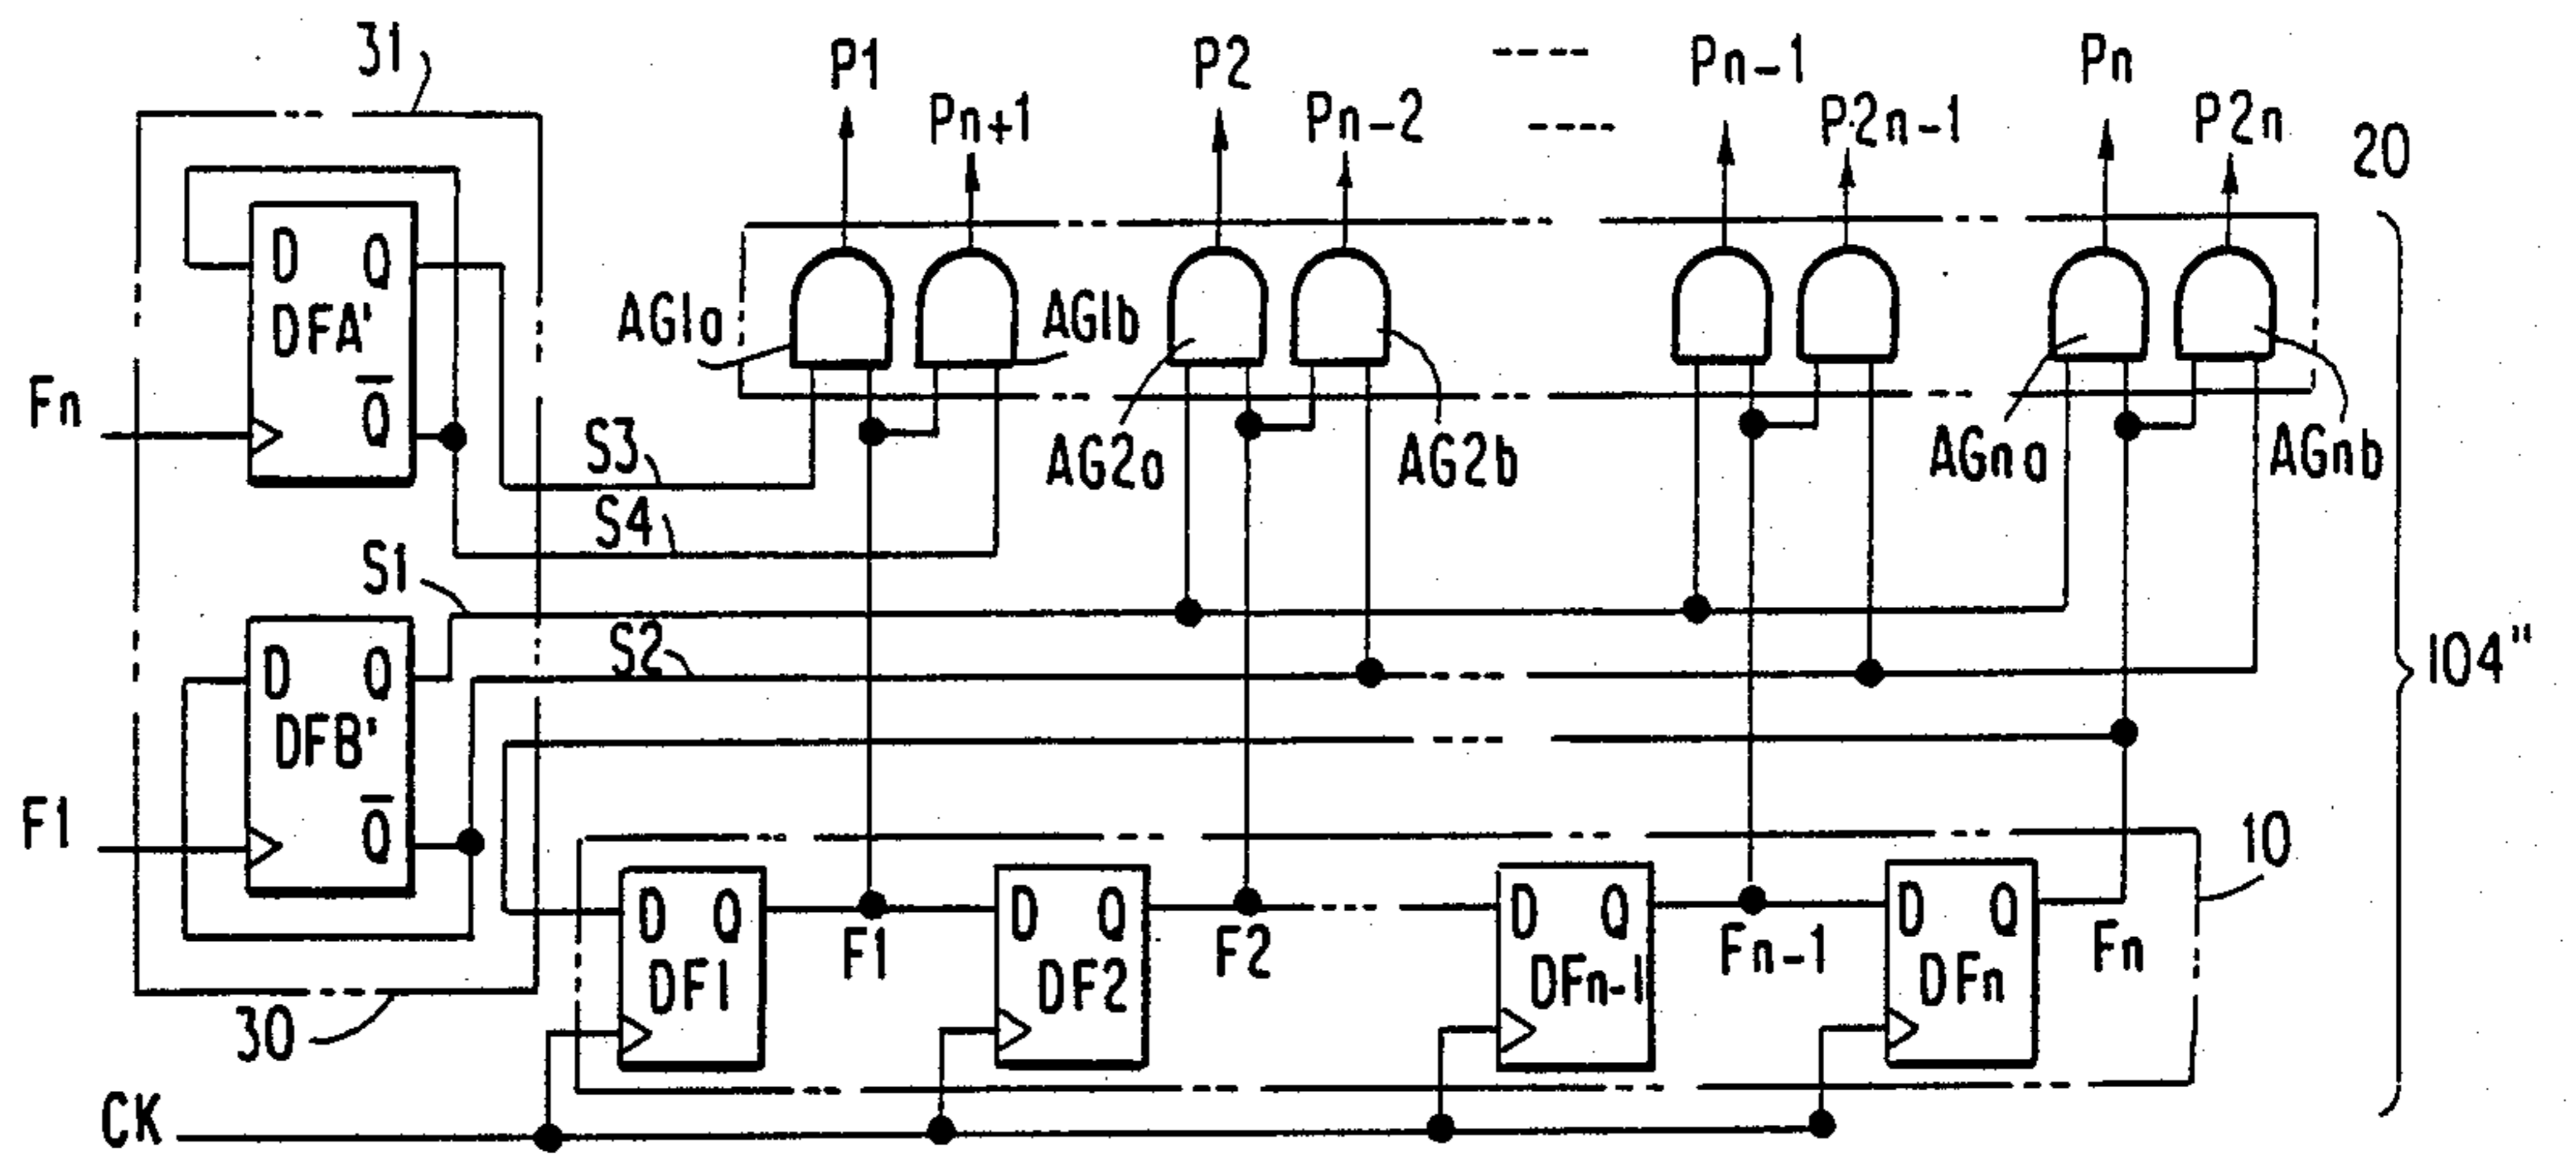 31
P1
Pn+1
P2
Pn-2
----
----
Pn-1
P2n-1
Pn
P2n
20
D Q
DFA'
Q̅
Fn
AG1a
AG1b
AG2a
AG2b
AGna
AGnb
S3
S4
S1
S2
104"
D Q
DFB'
Q̅
F1
30
10
D Q
DF1
F1
D Q
DF2
F2
D Q
DFn-1
Fn-1
D Q
DFn
Fn
CK